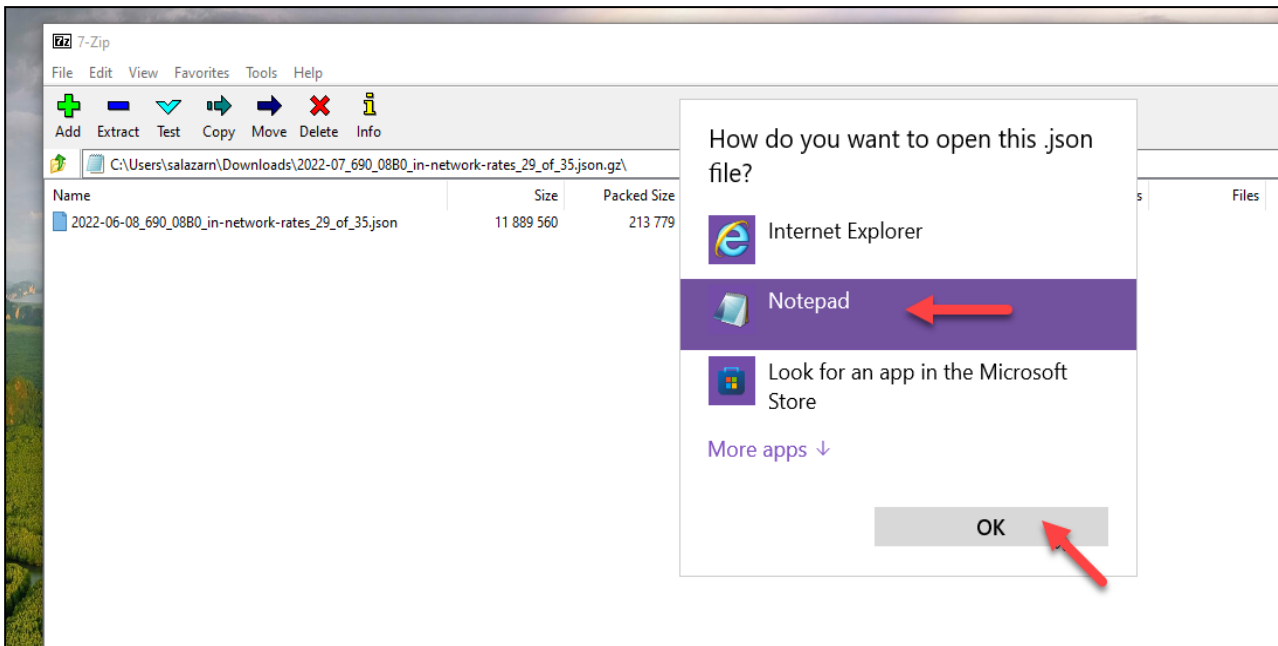 7z 7-Zip
File Edit View Favorites Tools Help
Add Extract Test Copy Move Delete Info
C:\Users\salazarn\Downloads\2022-07_690_08B0_in-network-rates_29_of_35.json.gz\
Name Size Packed Size s Files
2022-06-08_690_08B0_in-network-rates_29_of_35.json 11 889 560 213 779
How do you want to open this .json
file?
Internet Explorer
Notepad
Look for an app in the Microsoft
Store
More apps ↓
OK